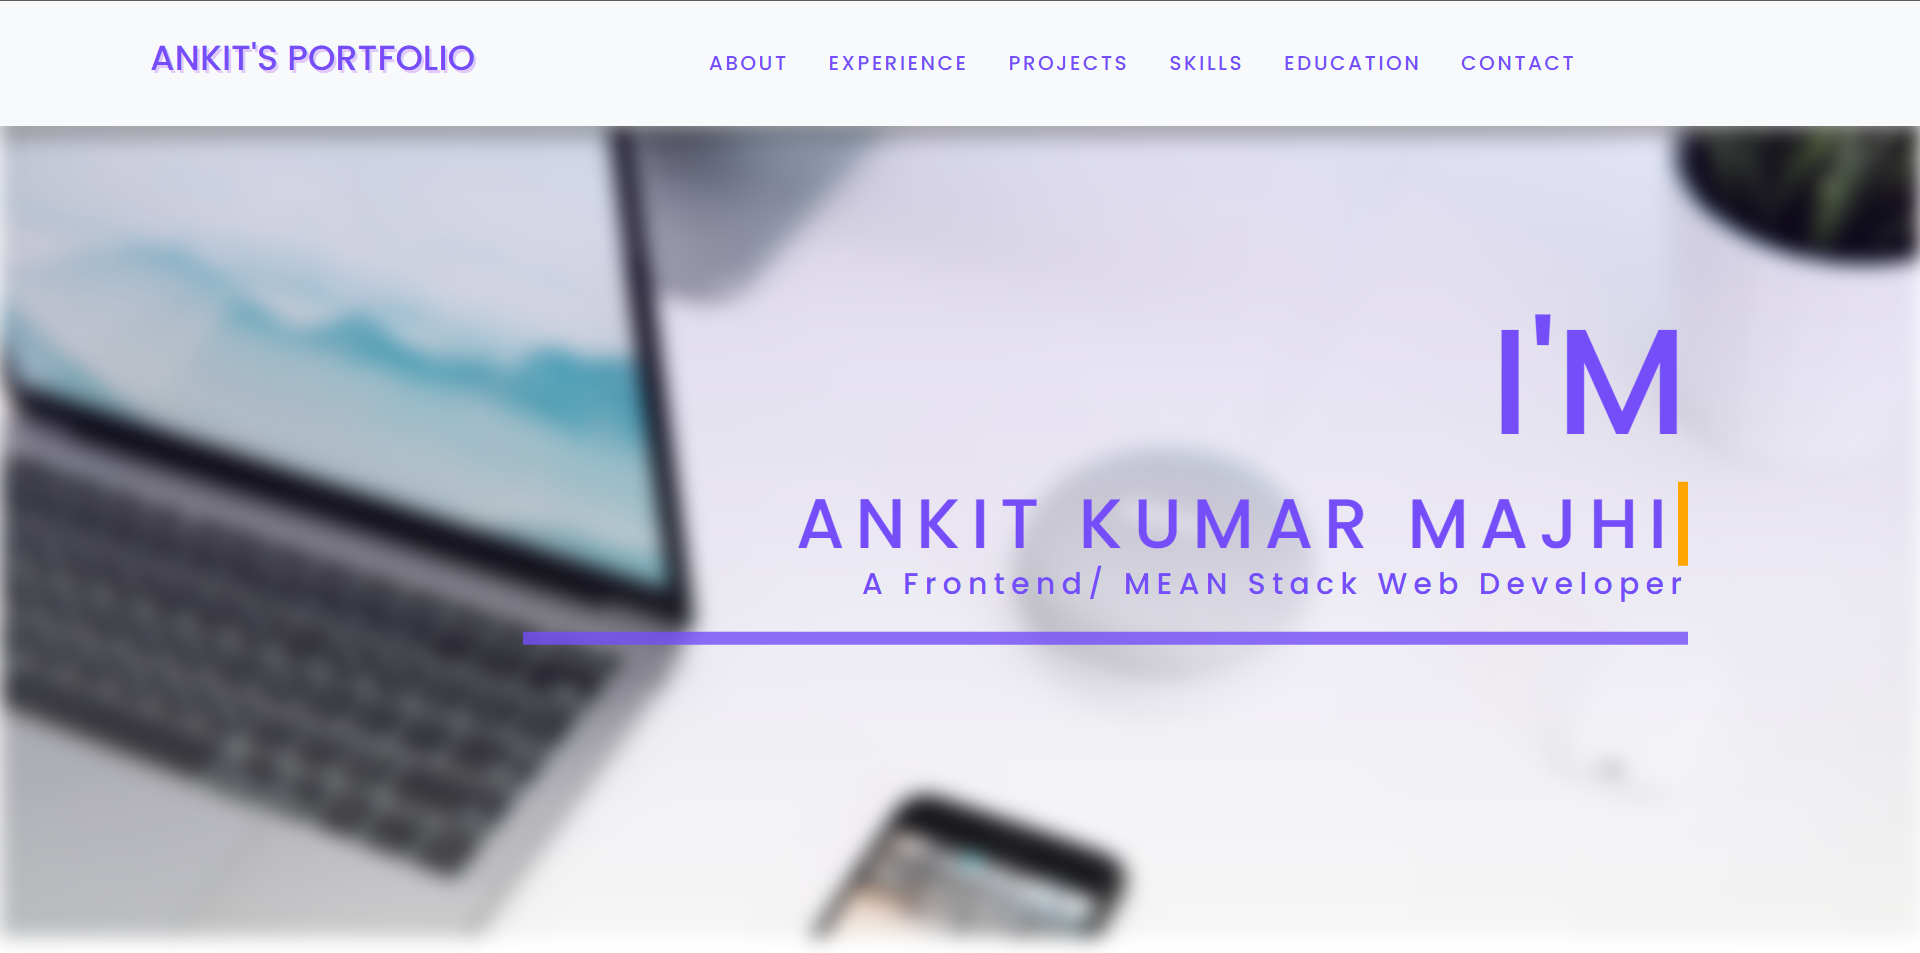 ANKIT'S PORTFOLIO
ABOUT EXPERIENCE PROJECTS SKILLS EDUCATION CONTACT
I'M
ANKIT KUMAR MAJHI
A Frontend/ MEAN Stack Web Developer